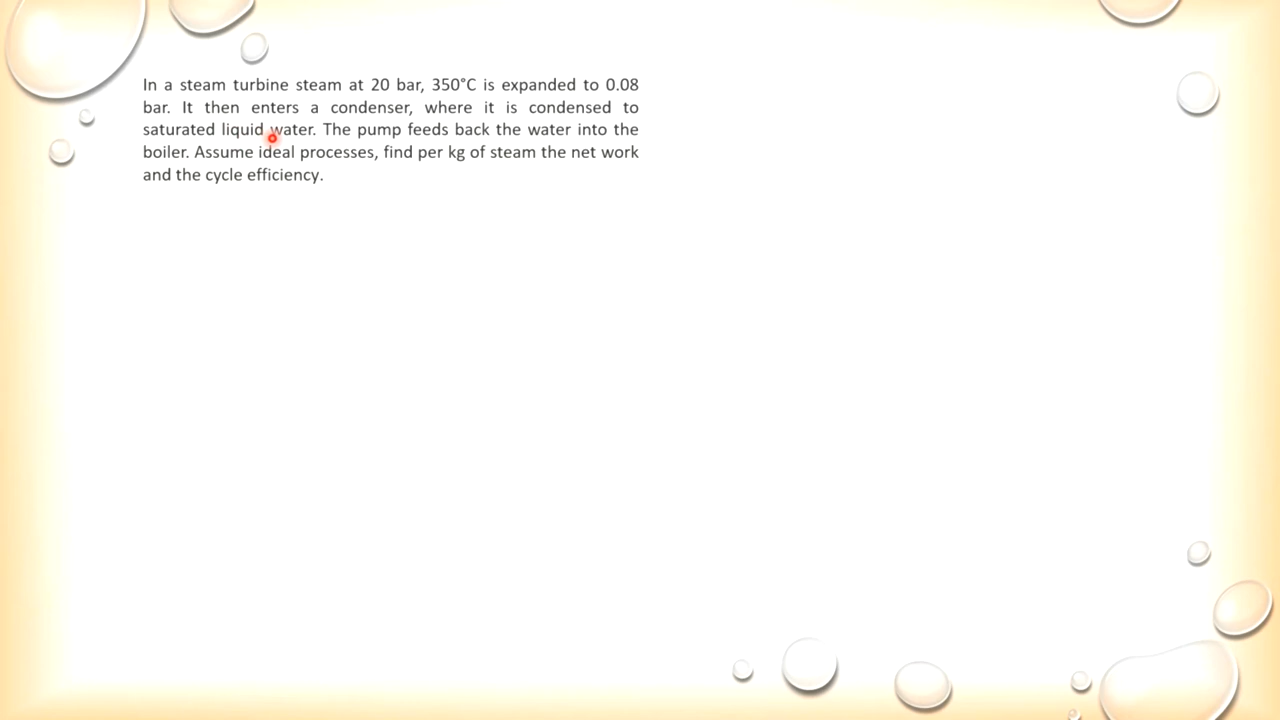 In a steam turbine steam at 20 bar, 350°C is expanded to 0.08
bar. It then enters a condenser, where it is condensed to
saturated liquid water. The pump feeds back the water into the
boiler. Assume ideal processes, find per kg of steam the net work
and the cycle efficiency.